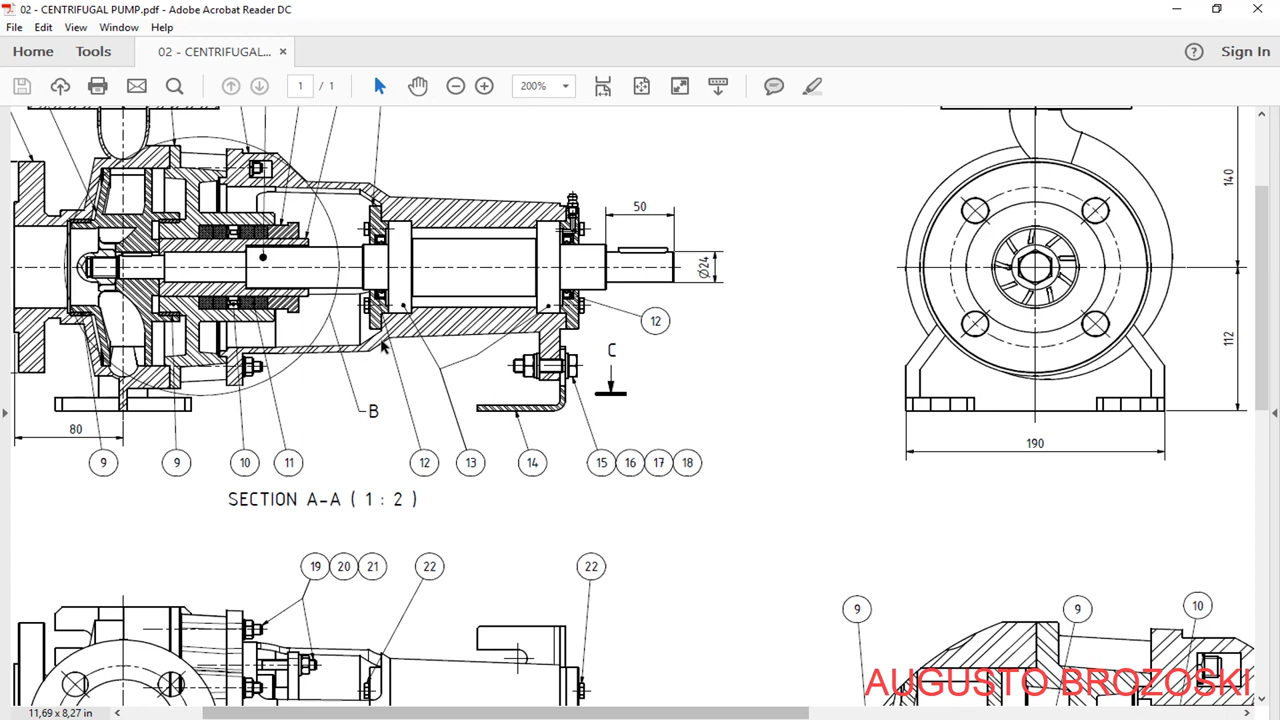 02 - CENTRIFUGAL PUMP.pdf - Adobe Acrobat Reader DC
File Edit View Window Help
Home Tools 02 - CENTRIFUGAL... × Sign In
1 / 1 200%
50
Ø24
140
112
12
C
B
80
190
9 9 10 11 12 13 14 15 16 17 18
SECTION A-A ( 1 : 2 )
19 20 21 22 22
9 9 10
AUGUSTO BROZOSKI
11,69 x 8,27 in